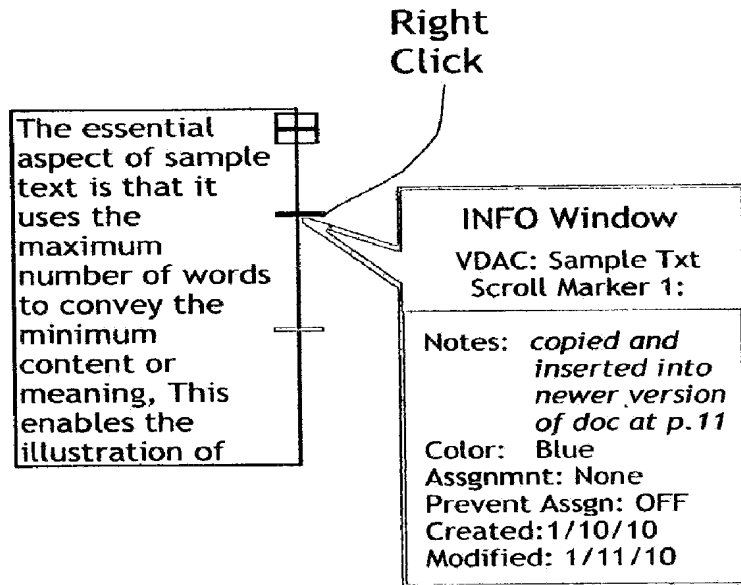 Right
Click
The essential
aspect of sample
text is that it
uses the
maximum
number of words
to convey the
minimum
content or
meaning, This
enables the
illustration of
INFO Window
VDAC: Sample Txt
Scroll Marker 1:
Notes: copied and
inserted into
newer version
of doc at p.11
Color: Blue
Assgnmnt: None
Prevent Assgn: OFF
Created:1/10/10
Modified: 1/11/10